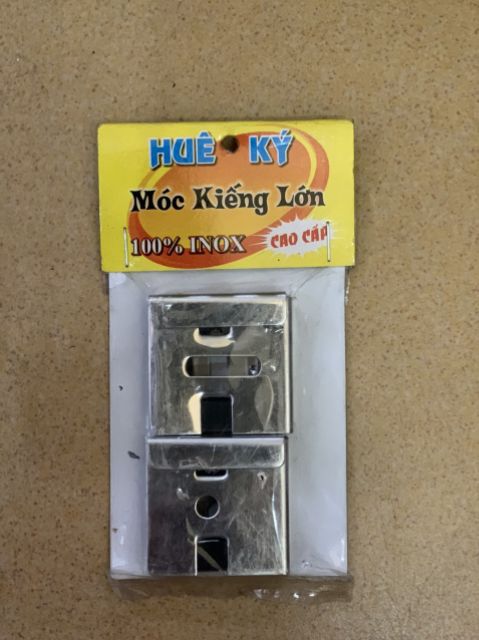 HUÊ KÝ
Móc Kiếng Lớn
100% INOX
CAO CẤP